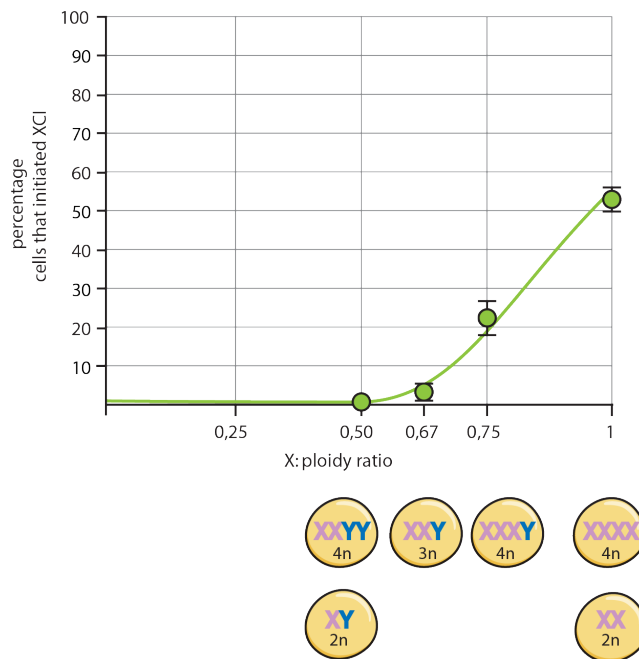 100
90
80
70
60
50
40
30
20
10
percentage
cells that initiated XCI
0,25 0,50 0,67 0,75 1
X: ploidy ratio
XXYY XXY XXXY XXXX
4n 3n 4n 4n
XY XX
2n 2n